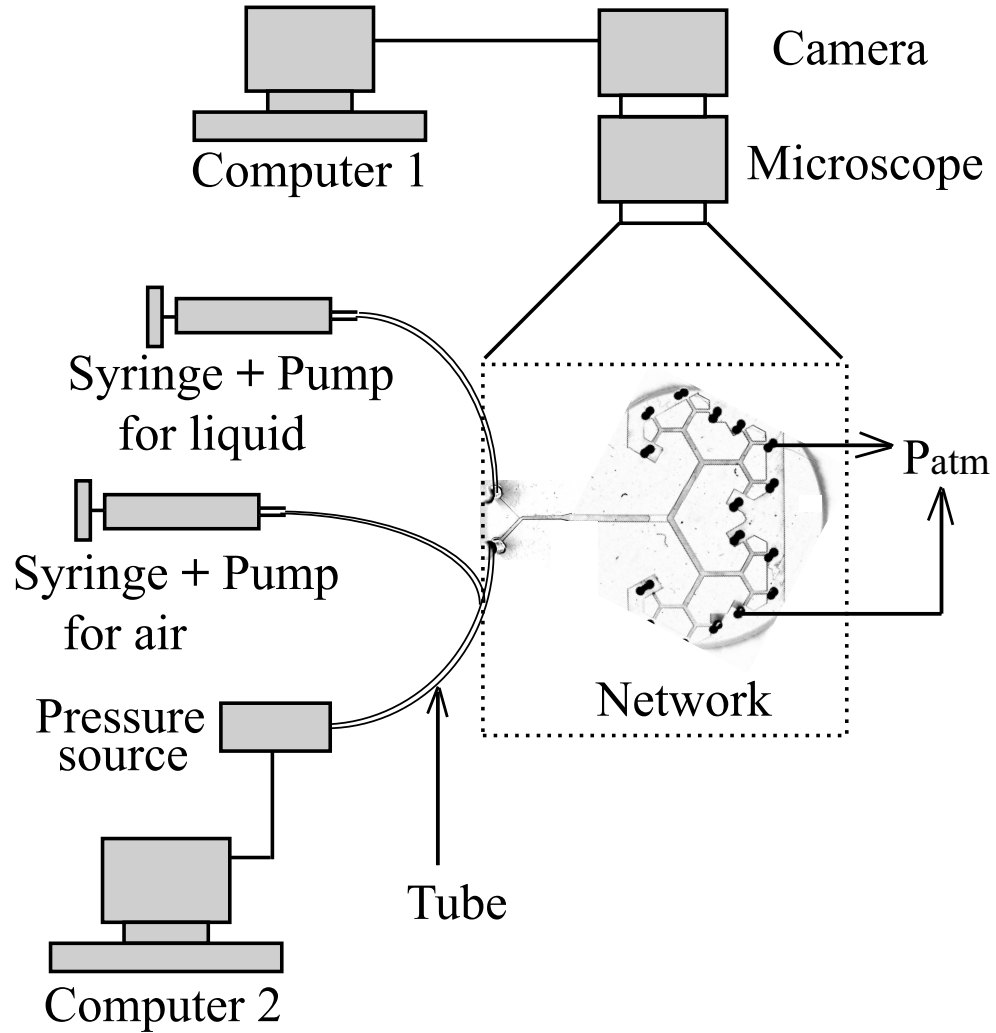 Camera
Computer 1
Microscope
Syringe + Pump
for liquid
Patm
Syringe + Pump
for air
Network
Pressure
source
Tube
Computer 2